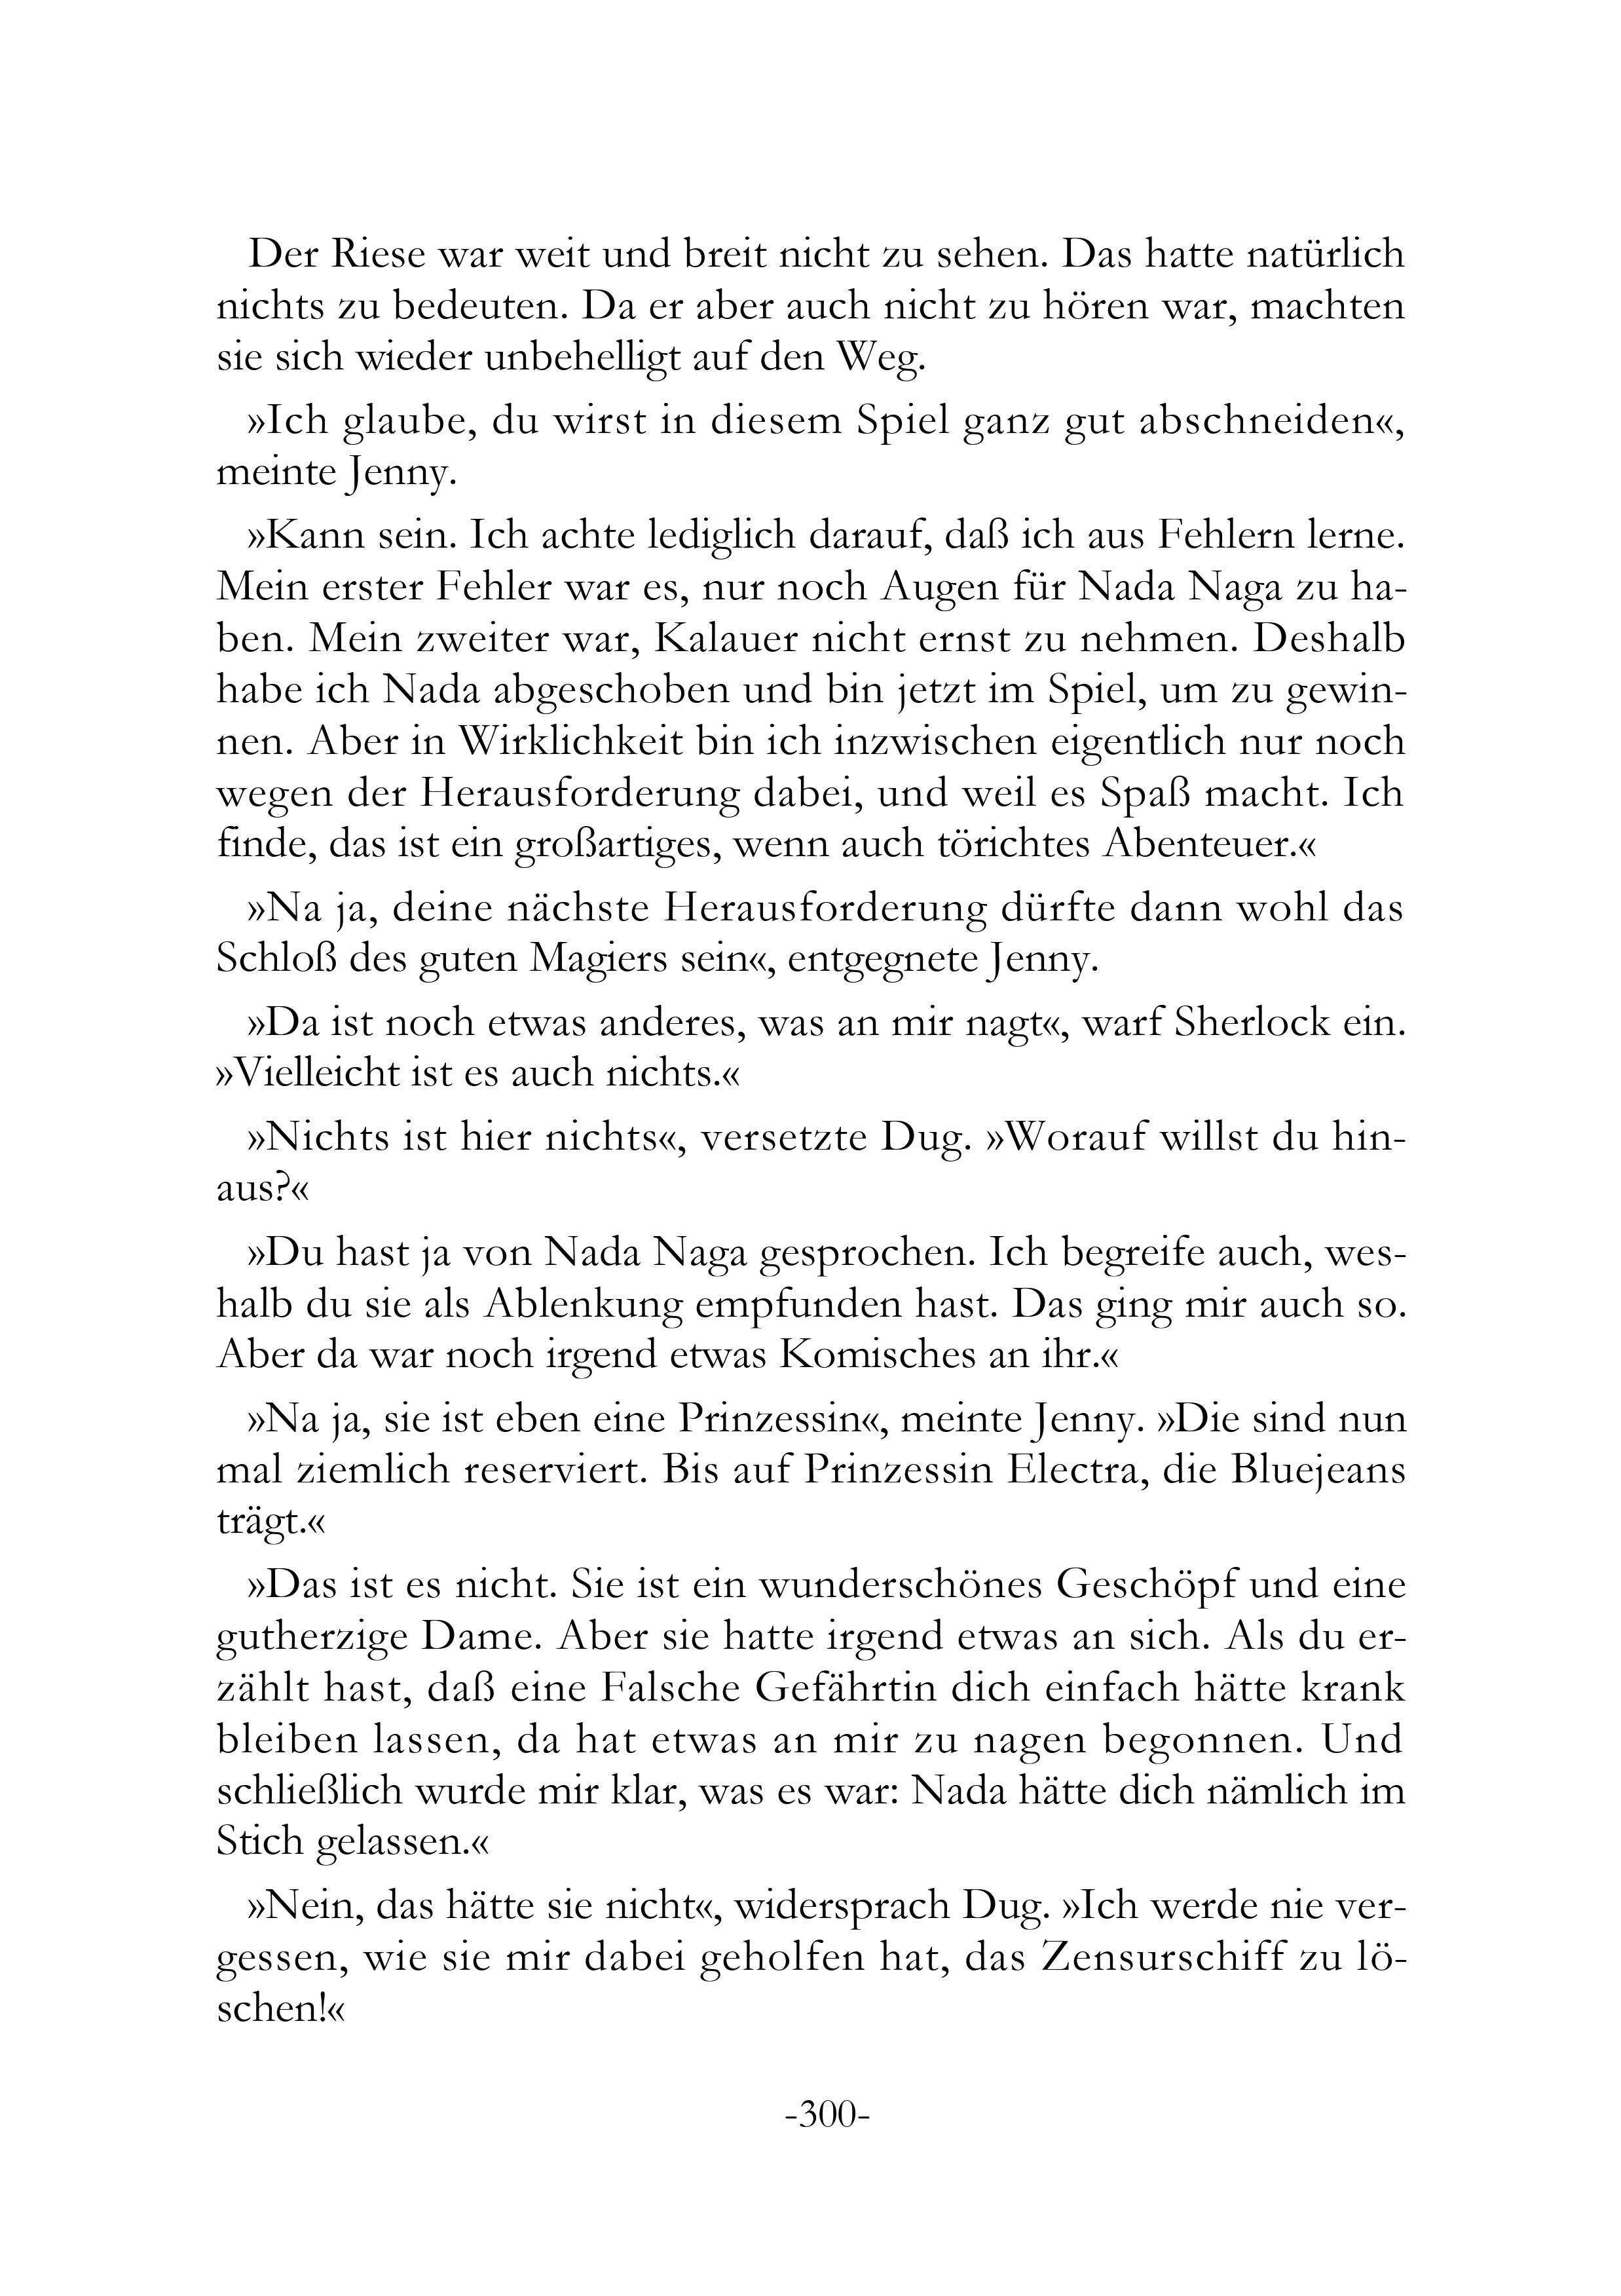 Der Riese war weit und breit nicht zu sehen. Das hatte natürlich
nichts zu bedeuten. Da er aber auch nicht zu hören war, machten
sie sich wieder unbehelligt auf den Weg.
»Ich glaube, du wirst in diesem Spiel ganz gut abschneiden«,
meinte Jenny.
»Kann sein. Ich achte lediglich darauf, daß ich aus Fehlern lerne.
Mein erster Fehler war es, nur noch Augen für Nada Naga zu ha-
ben. Mein zweiter war, Kalauer nicht ernst zu nehmen. Deshalb
habe ich Nada abgeschoben und bin jetzt im Spiel, um zu gewin-
nen. Aber in Wirklichkeit bin ich inzwischen eigentlich nur noch
wegen der Herausforderung dabei, und weil es Spaß macht. Ich
finde, das ist ein großartiges, wenn auch törichtes Abenteuer.«
»Na ja, deine nächste Herausforderung dürfte dann wohl das
Schloß des guten Magiers sein«, entgegnete Jenny.
»Da ist noch etwas anderes, was an mir nagt«, warf Sherlock ein.
»Vielleicht ist es auch nichts.«
»Nichts ist hier nichts«, versetzte Dug. »Worauf willst du hin-
aus?«
»Du hast ja von Nada Naga gesprochen. Ich begreife auch, wes-
halb du sie als Ablenkung empfunden hast. Das ging mir auch so.
Aber da war noch irgend etwas Komisches an ihr.«
»Na ja, sie ist eben eine Prinzessin«, meinte Jenny. »Die sind nun
mal ziemlich reserviert. Bis auf Prinzessin Electra, die Bluejeans
trägt.«
»Das ist es nicht. Sie ist ein wunderschönes Geschöpf und eine
gutherzige Dame. Aber sie hatte irgend etwas an sich. Als du er-
zählt hast, daß eine Falsche Gefährtin dich einfach hätte krank
bleiben lassen, da hat etwas an mir zu nagen begonnen. Und
schließlich wurde mir klar, was es war: Nada hätte dich nämlich im
Stich gelassen.«
»Nein, das hätte sie nicht«, widersprach Dug. »Ich werde nie ver-
gessen, wie sie mir dabei geholfen hat, das Zensurschiff zu lö-
schen!«
-300-